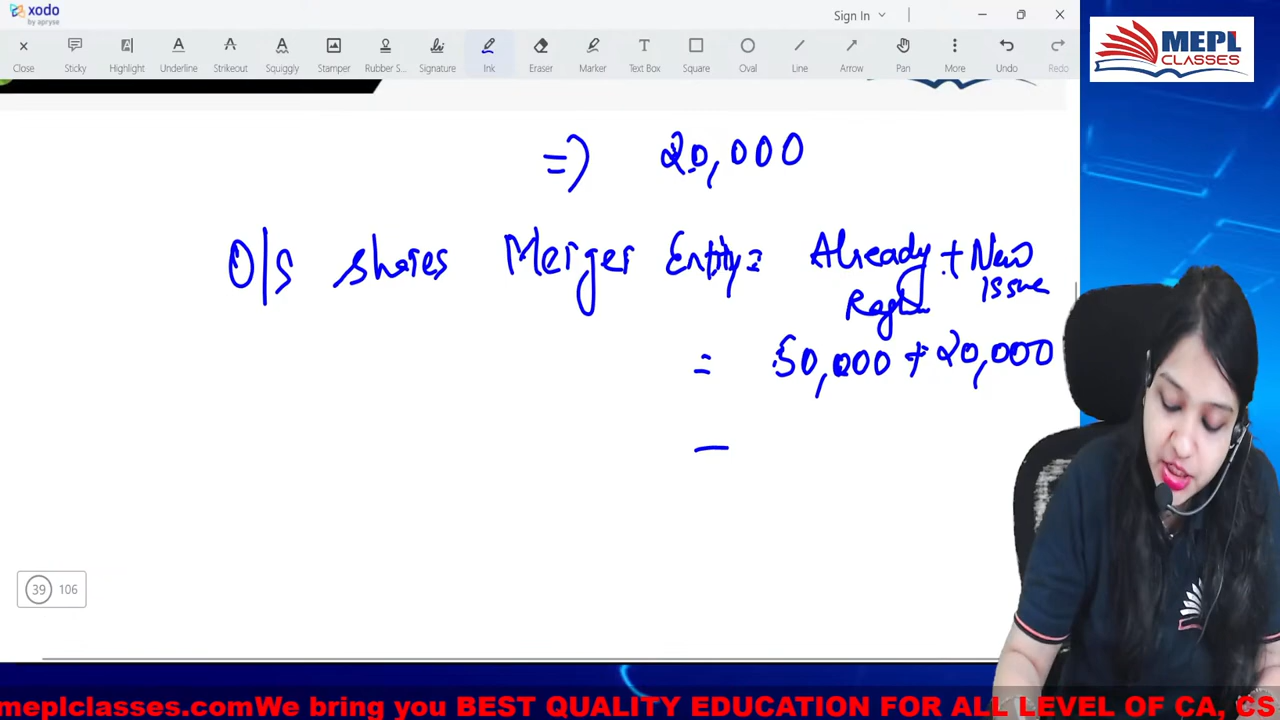 xodo
by apryse
Sign In
MEPL
CLASSES
Close Sticky Highlight Underline Strikeout Squiggly Stamper Rubber Signature Ink Eraser Marker Text Box Square Oval Line Arrow Pan More Undo Redo
=> 20,000
O/S shares Merger Entity = Already + New
Issue
= 50,000 + 20,000
=
39 106
meplclasses.comWe bring you BEST QUALITY EDUCATION FOR ALL LEVEL OF CA, CS